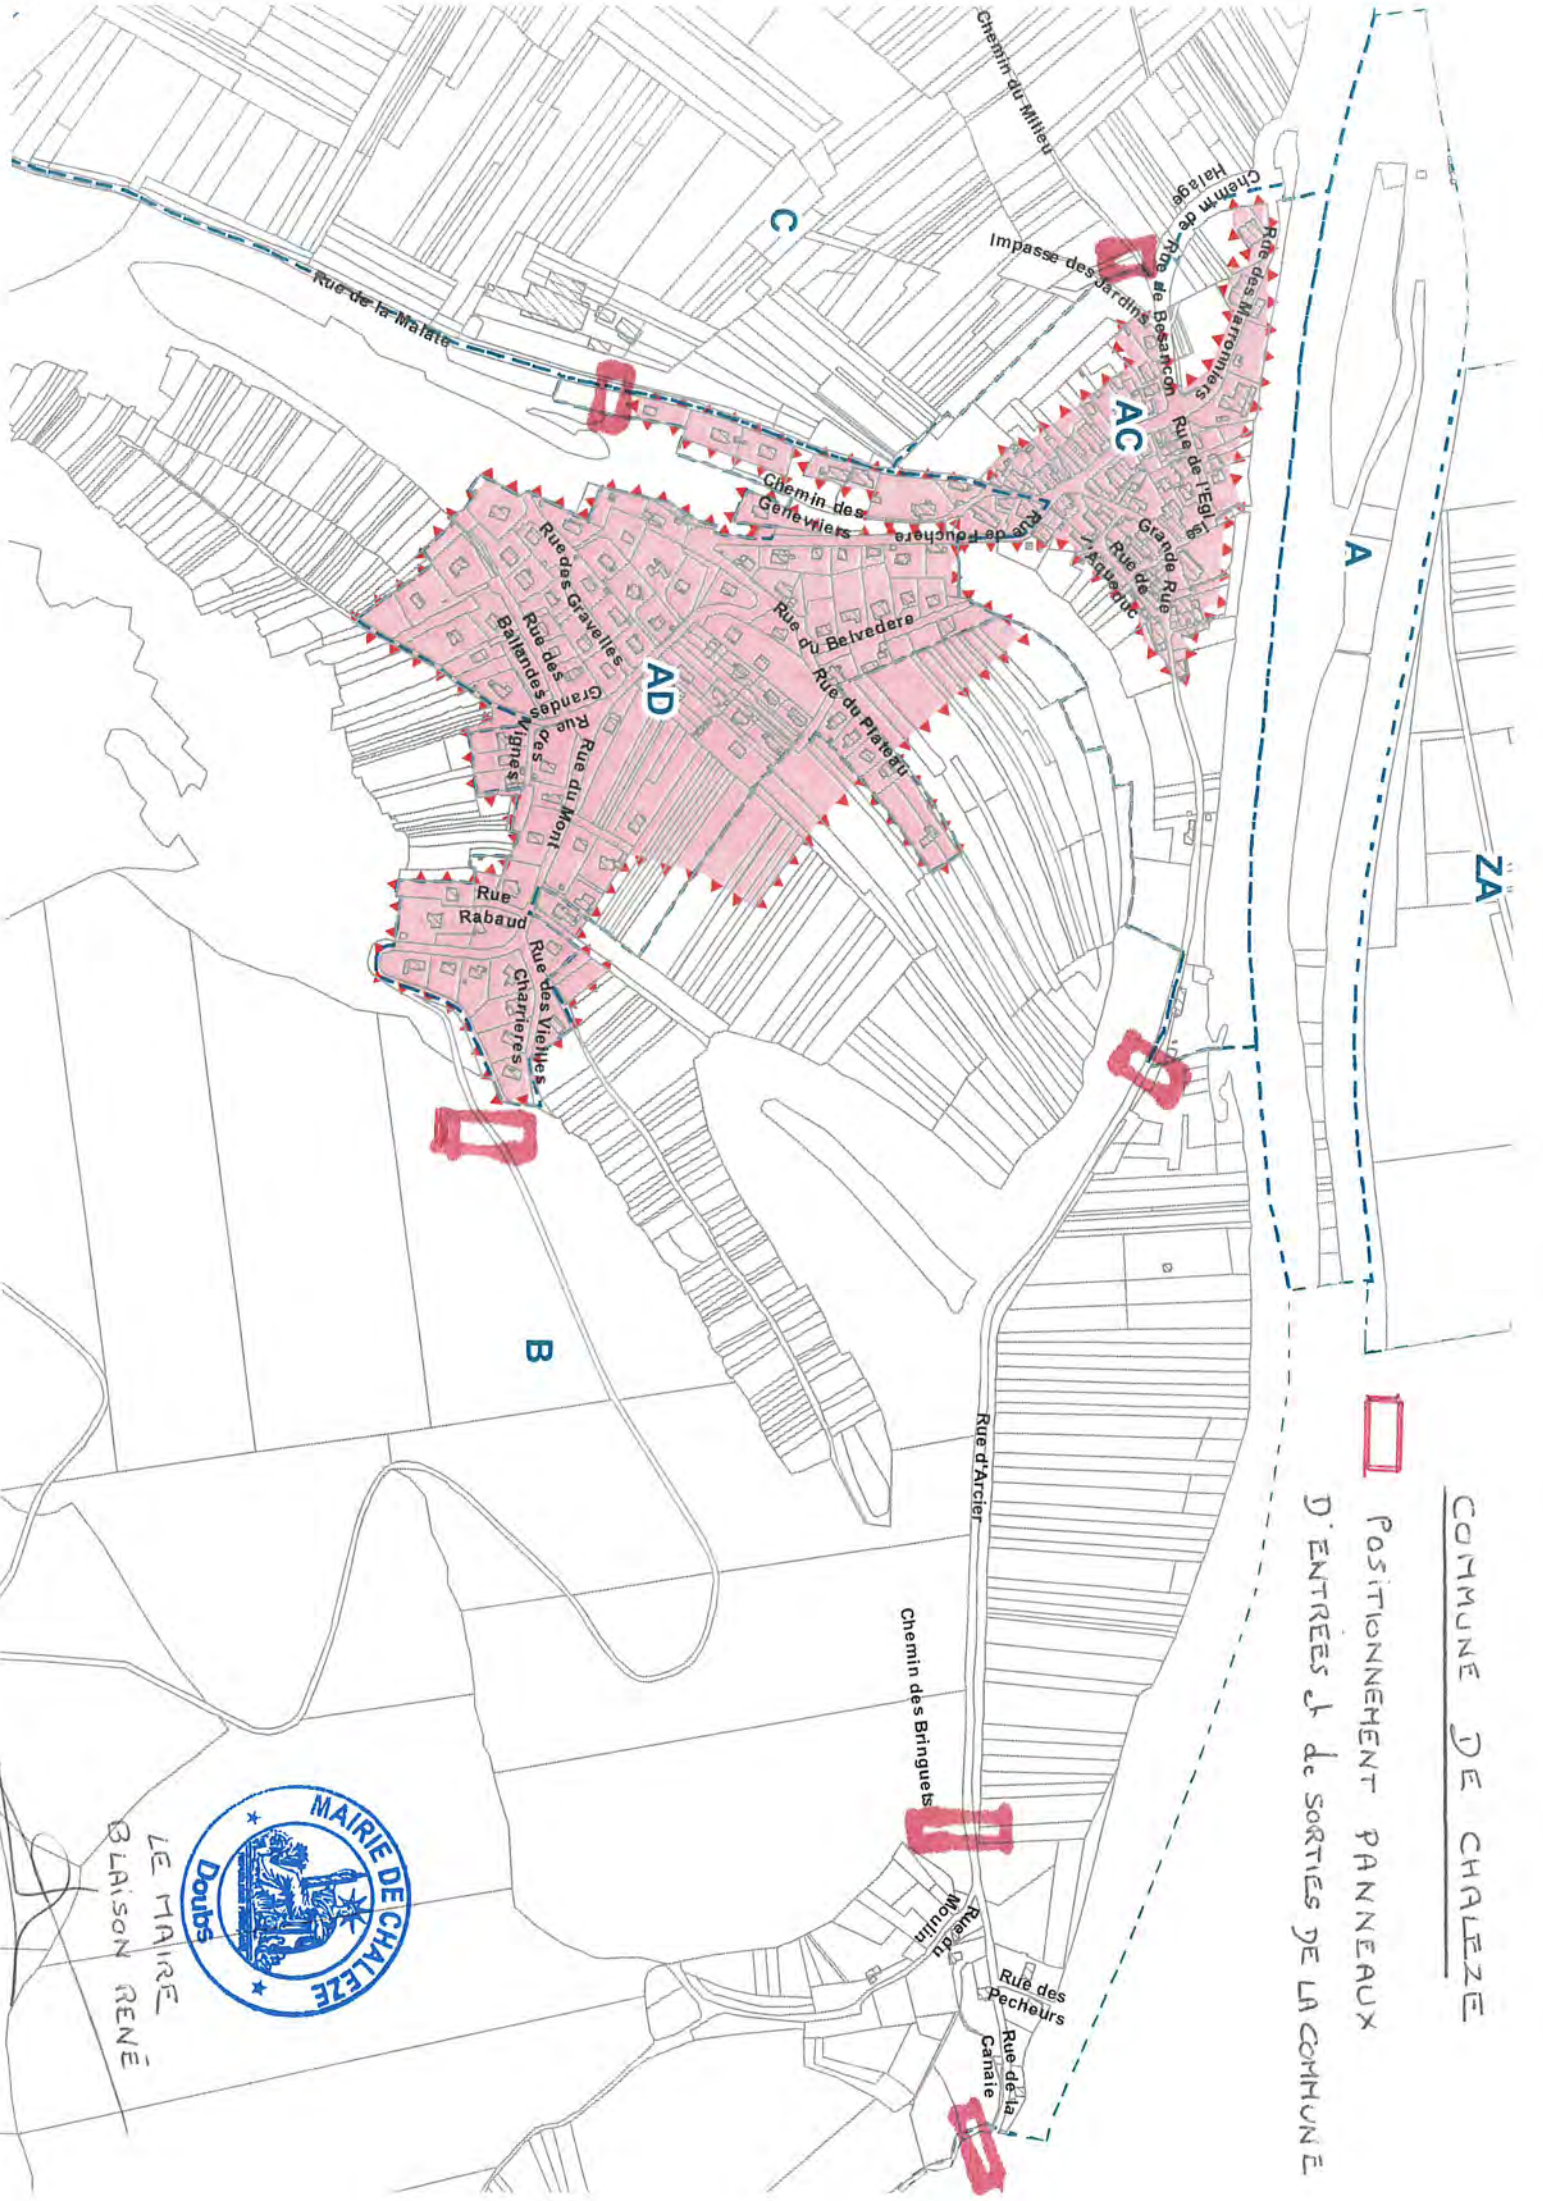 COMMUNE DE CHALEZE
POSITIONNEMENT PANNEAUX
D'ENTRÉES et de SORTIES DE LA COMMUNE
ZA
A
Chemin du Milieu
Chemin de Halage
Rue des Marronniers
Impasse des Jardins
Rue de Besancon
AC
Rue de l'Eglise
Grande Rue
Rue de l'Aqueduc
C
Rue de la Malate
Chemin des Genevriers
Rue de Fouchere
Rue du Belvedere
Rue du Plateau
Rue des Gravelles
AD
Rue des Ballandes
Rue des Grandes Vignes
Rue du Mont
Rue Rabaud
Rue des Vieilles Charrieres
B
Rue d'Arcier
Chemin des Bringuets
Rue du Moulin
Rue des Pecheurs
Rue de la Canaie
MAIRIE DE CHALEZE
Doubs
LE MAIRE
BLAISON RENÉ